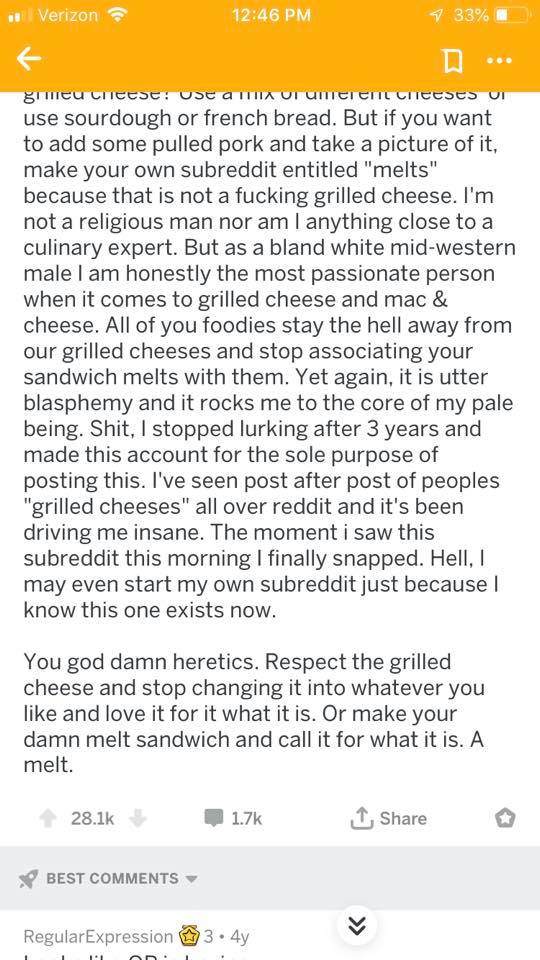 Verizon 12:46 PM 33%
grilled cheese? Use a mix of different cheeses or
use sourdough or french bread. But if you want
to add some pulled pork and take a picture of it,
make your own subreddit entitled "melts"
because that is not a fucking grilled cheese. I'm
not a religious man nor am I anything close to a
culinary expert. But as a bland white mid-western
male I am honestly the most passionate person
when it comes to grilled cheese and mac &
cheese. All of you foodies stay the hell away from
our grilled cheeses and stop associating your
sandwich melts with them. Yet again, it is utter
blasphemy and it rocks me to the core of my pale
being. Shit, I stopped lurking after 3 years and
made this account for the sole purpose of
posting this. I've seen post after post of peoples
"grilled cheeses" all over reddit and it's been
driving me insane. The moment i saw this
subreddit this morning I finally snapped. Hell, I
may even start my own subreddit just because I
know this one exists now.
You god damn heretics. Respect the grilled
cheese and stop changing it into whatever you
like and love it for it what it is. Or make your
damn melt sandwich and call it for what it is. A
melt.
28.1k 1.7k Share
BEST COMMENTS
RegularExpression 3 • 4y